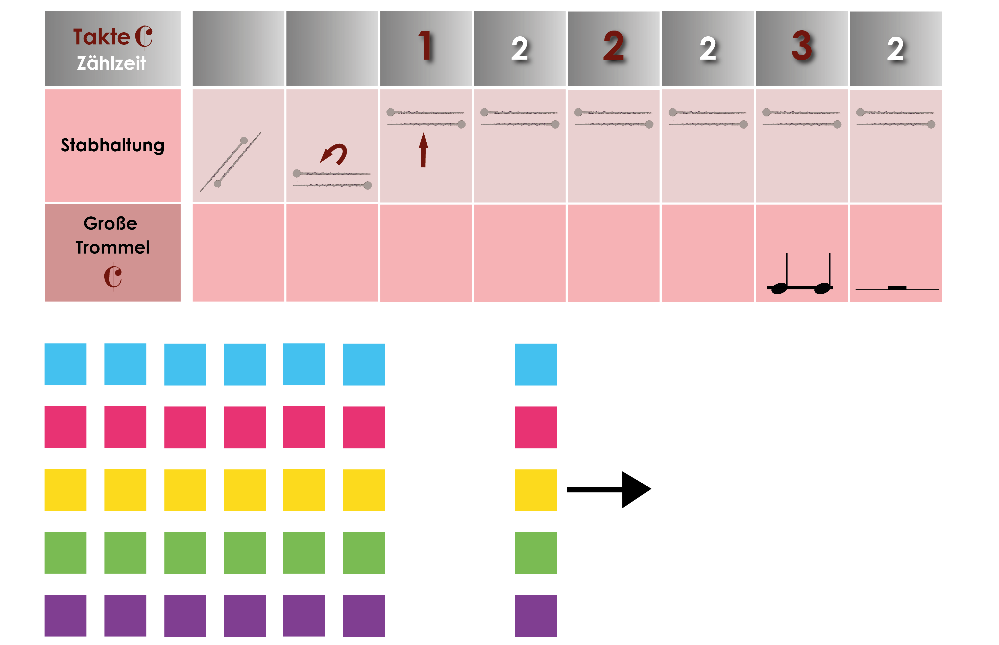 Takte
Zählzeit
1 2 2 2 3 2
Stabhaltung
Große
Trommel